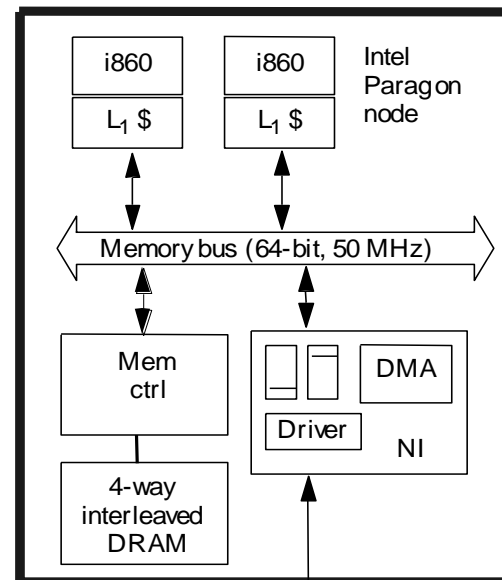 i860
i860
Intel
Paragon
node
L1 $
L1 $
Memory bus (64-bit, 50 MHz)
Mem
ctrl
DMA
Driver
NI
4-way
interleaved
DRAM